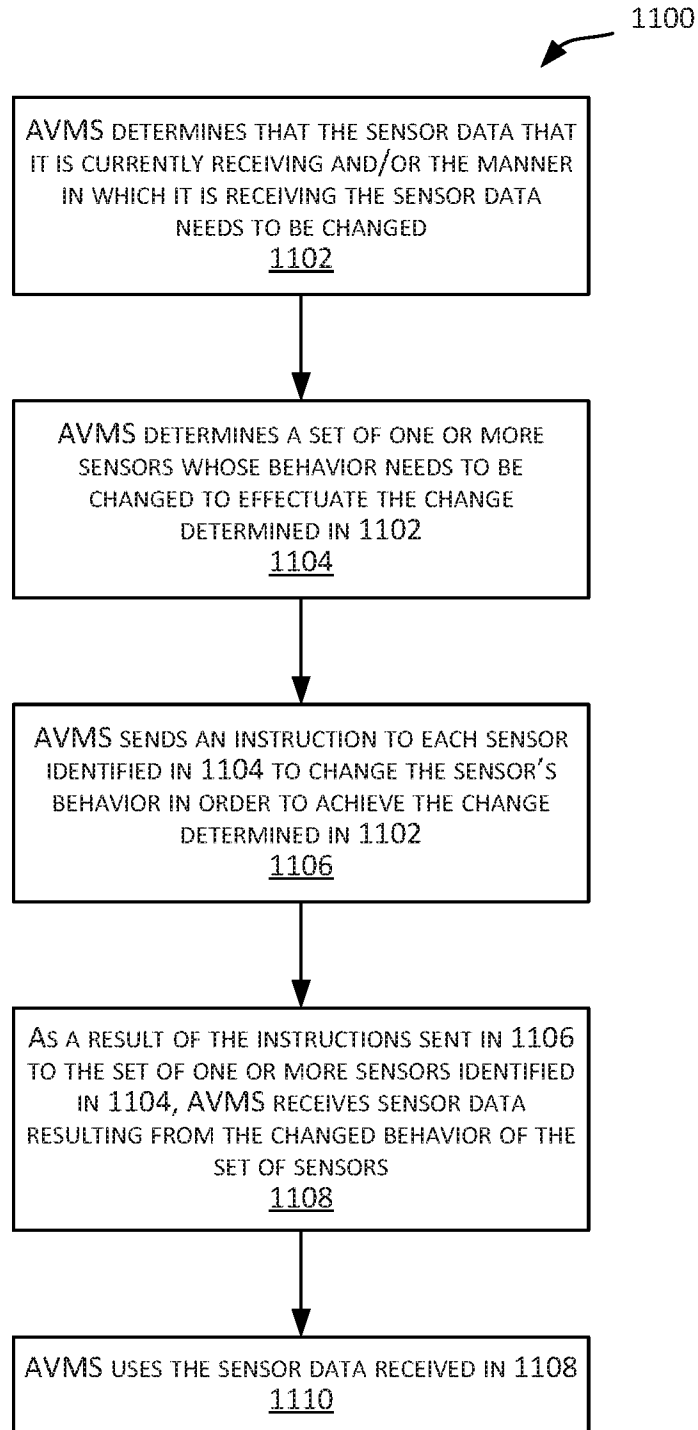 1100
AVMS DETERMINES THAT THE SENSOR DATA THAT
IT IS CURRENTLY RECEIVING AND/OR THE MANNER
IN WHICH IT IS RECEIVING THE SENSOR DATA
NEEDS TO BE CHANGED
1102
AVMS DETERMINES A SET OF ONE OR MORE
SENSORS WHOSE BEHAVIOR NEEDS TO BE
CHANGED TO EFFECTUATE THE CHANGE
DETERMINED IN 1102
1104
AVMS SENDS AN INSTRUCTION TO EACH SENSOR
IDENTIFIED IN 1104 TO CHANGE THE SENSOR'S
BEHAVIOR IN ORDER TO ACHIEVE THE CHANGE
DETERMINED IN 1102
1106
AS A RESULT OF THE INSTRUCTIONS SENT IN 1106
TO THE SET OF ONE OR MORE SENSORS IDENTIFIED
IN 1104, AVMS RECEIVES SENSOR DATA
RESULTING FROM THE CHANGED BEHAVIOR OF THE
SET OF SENSORS
1108
AVMS USES THE SENSOR DATA RECEIVED IN 1108
1110